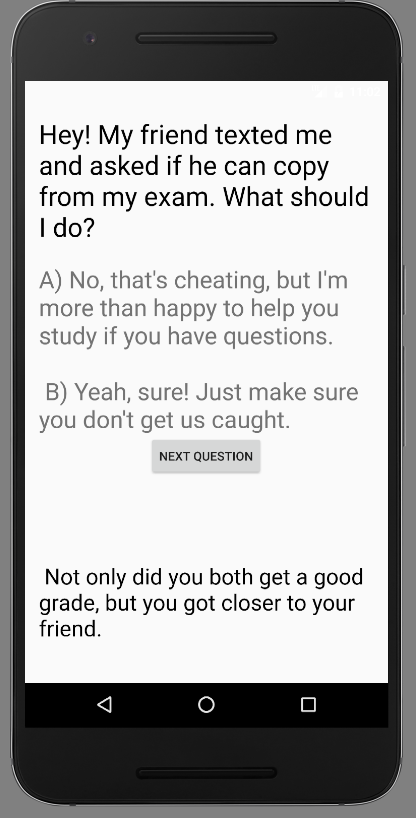 Hey! My friend texted me
and asked if he can copy
from my exam. What should
I do?
A) No, that's cheating, but I'm
more than happy to help you
study if you have questions.
B) Yeah, sure! Just make sure
you don't get us caught.
NEXT QUESTION
Not only did you both get a good
grade, but you got closer to your
friend.